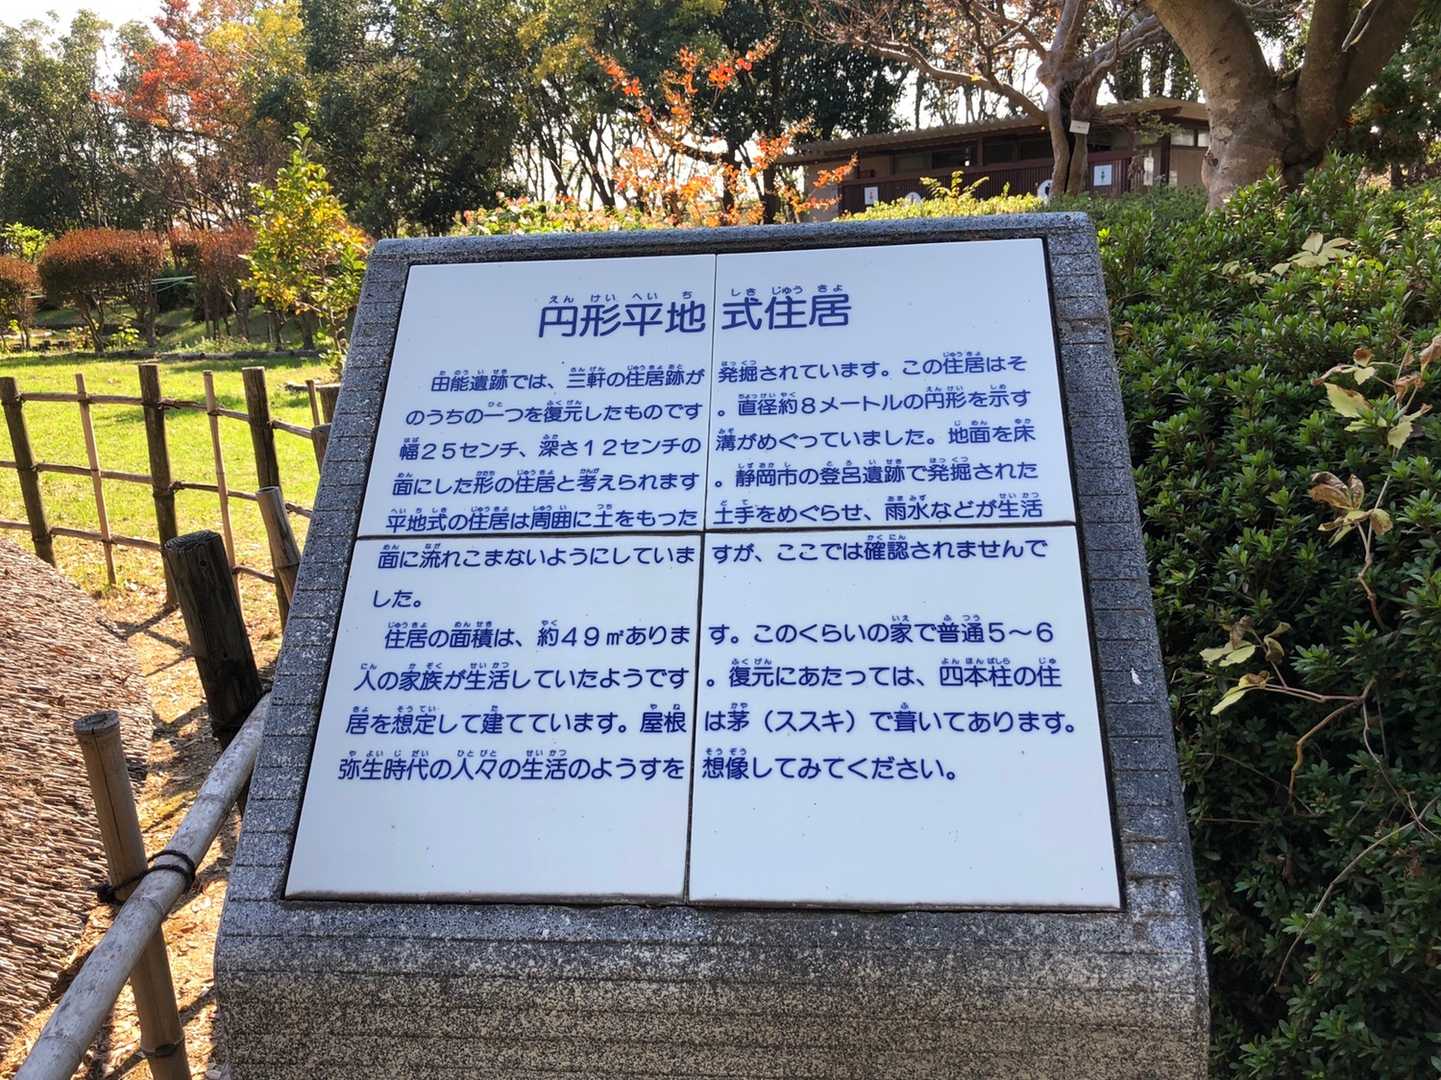 円形平地式住居
田能遺跡では、三軒の住居跡が発掘されています。この住居はそ
のうちの一つを復元したものです。直径約8メートルの円形を示す
幅25センチ、深さ12センチの溝がめぐっていました。地面を床
面にした形の住居と考えられます。静岡市の登呂遺跡で発掘された
平地式の住居は周囲に土をもった土手をめぐらせ、雨水などが生活
面に流れこまないようにしていますが、ここでは確認されませんで
した。
住居の面積は、約49㎡あります。このくらいの家で普通5〜6
人の家族が生活していたようです。復元にあたっては、四本柱の住
居を想定して建てています。屋根は茅（ススキ）で葺いてあります。
弥生時代の人々の生活のようすを想像してみてください。